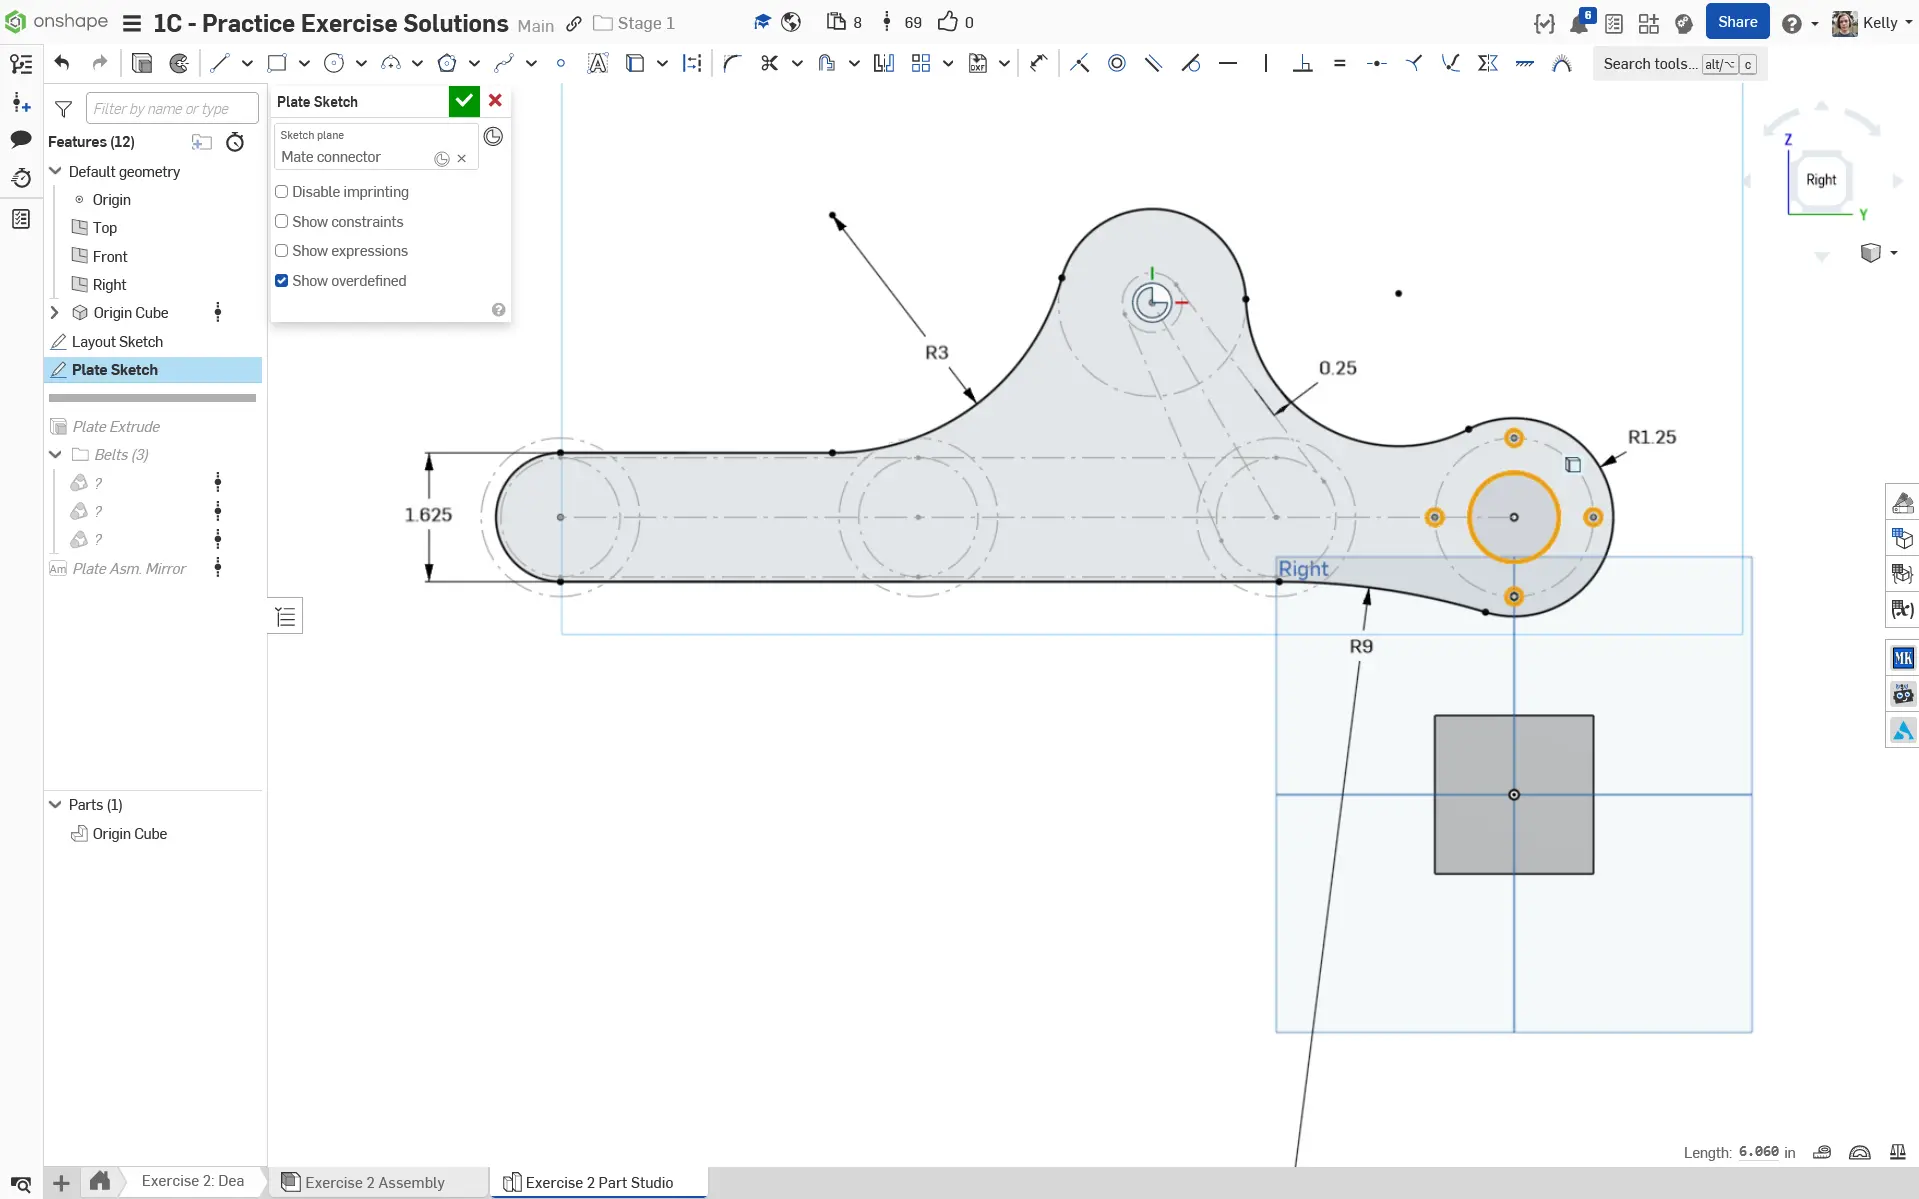 onshape
1C - Practice Exercise Solutions Main Stage 1
8 69 0
6 Share Kelly
Search tools... alt/⌥ c
Filter by name or type
Features (12)
Default geometry
Origin
Top
Front
Right
Origin Cube
Layout Sketch
Plate Sketch
Plate Extrude
Belts (3)
?
?
?
Am Plate Asm. Mirror
Parts (1)
Origin Cube
Plate Sketch
Sketch plane
Mate connector
Disable imprinting
Show constraints
Show expressions
Show overdefined
R3
0.25
R1.25
1.625
Right
R9
Z
Right
Y
(x)
MK
Length: 6.060 in
Exercise 2: Dea
Exercise 2 Assembly
Exercise 2 Part Studio